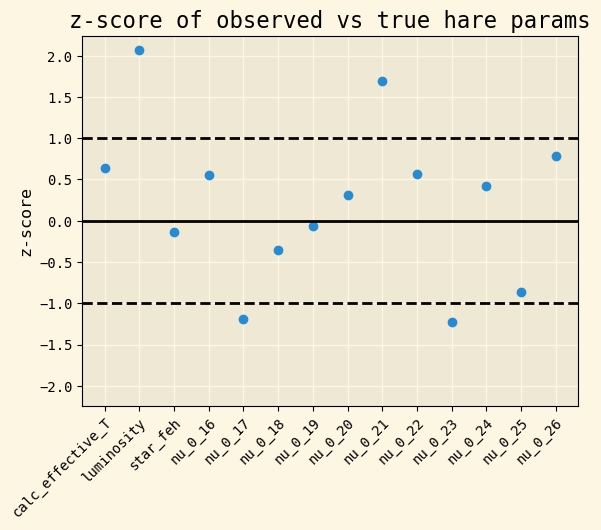 z-score of observed vs true hare params
z-score
2.0
1.5
1.0
0.5
0.0
−0.5
−1.0
−1.5
−2.0
calc_effective_T
luminosity
star_feh
nu_0_16
nu_0_17
nu_0_18
nu_0_19
nu_0_20
nu_0_21
nu_0_22
nu_0_23
nu_0_24
nu_0_25
nu_0_26